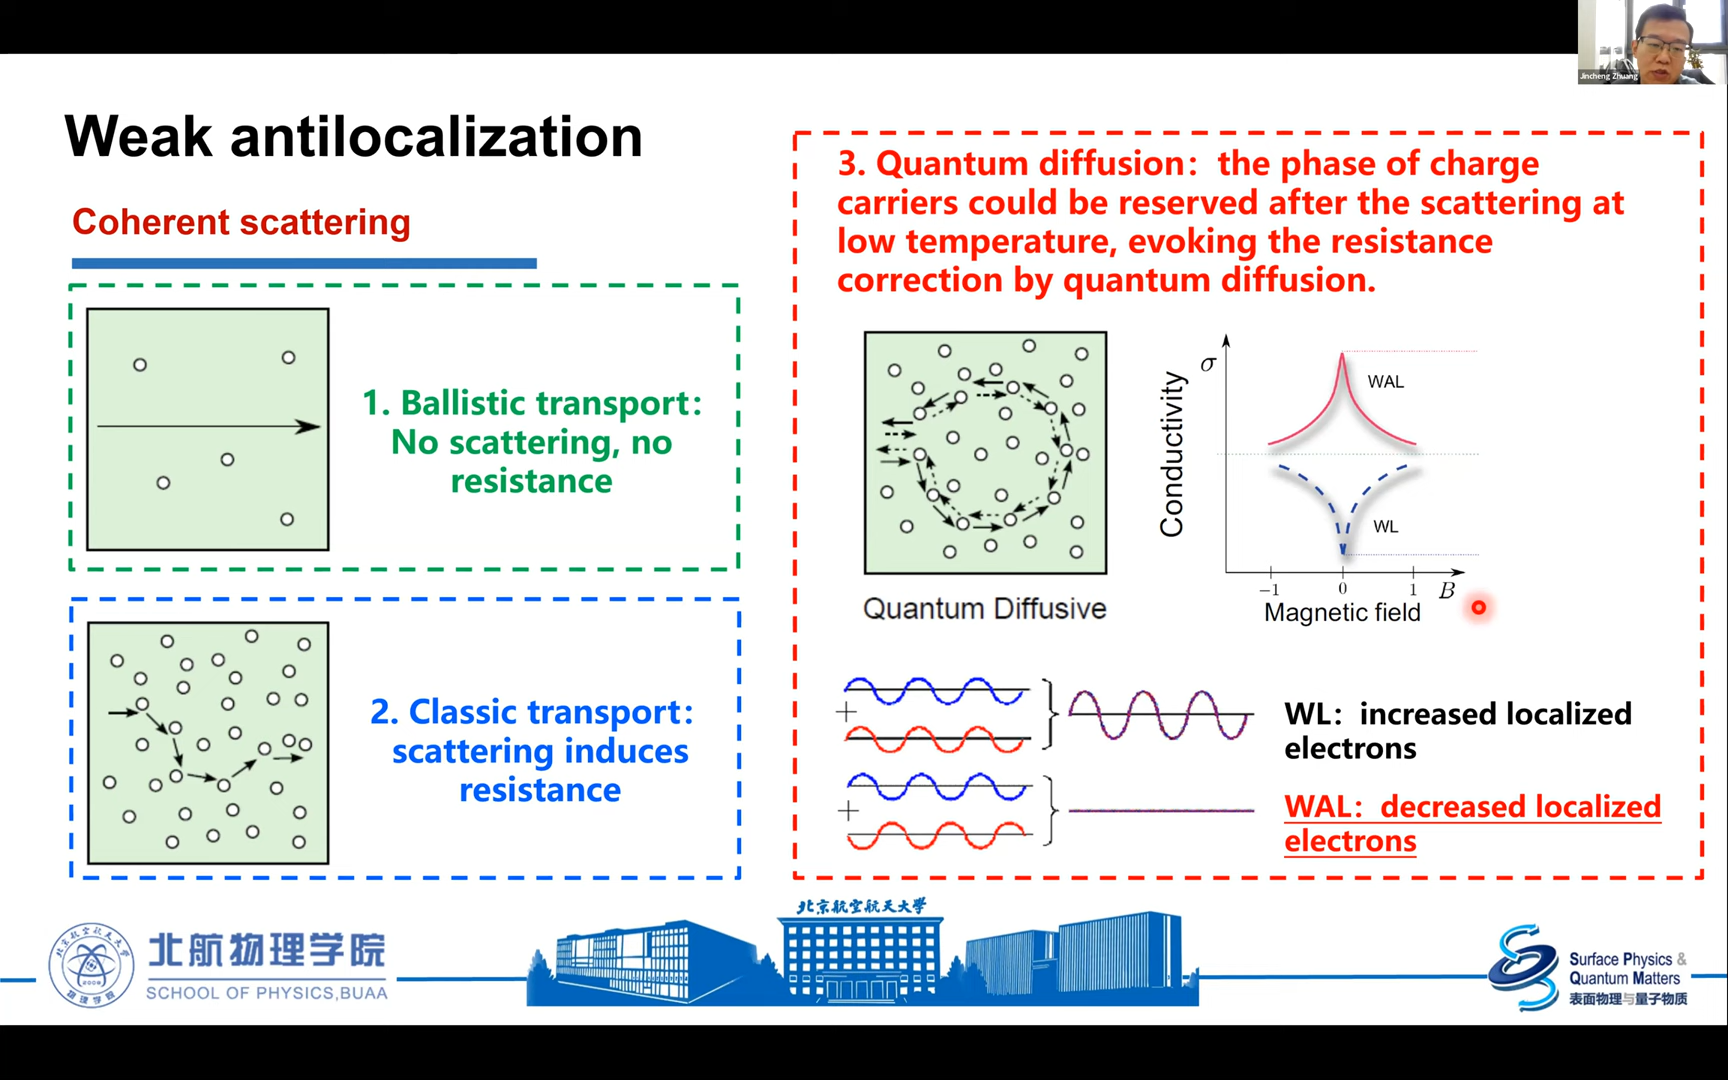 Jincheng Zhuang
Weak antilocalization
Coherent scattering
1. Ballistic transport:
No scattering, no
resistance
2. Classic transport:
scattering induces
resistance
3. Quantum diffusion: the phase of charge
carriers could be reserved after the scattering at
low temperature, evoking the resistance
correction by quantum diffusion.
Quantum Diffusive
Conductivity
σ
WAL
WL
−1 0 1 B
Magnetic field
WL: increased localized
electrons
WAL: decreased localized
electrons
北航物理学院
SCHOOL OF PHYSICS,BUAA
北京航空航天大学
Surface Physics &
Quantum Matters
表面物理与量子物质